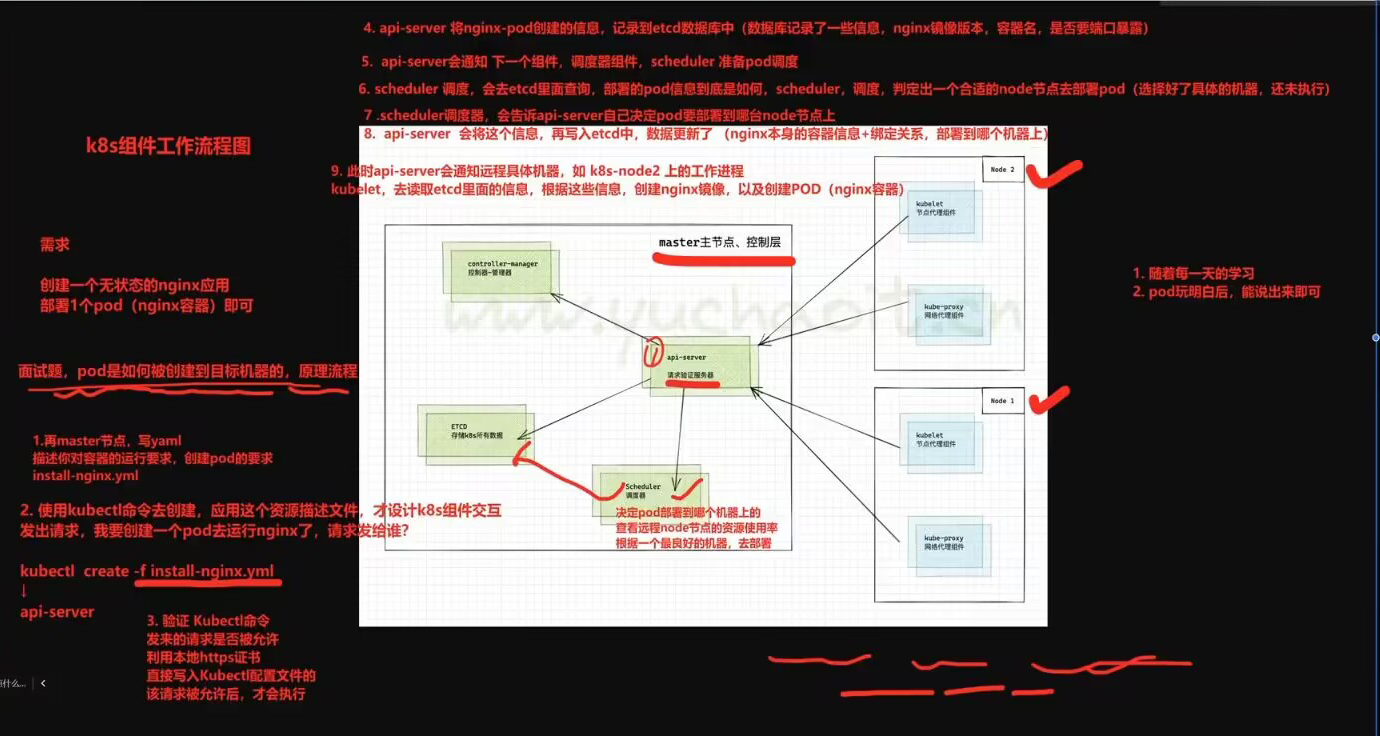 4. api-server 将nginx-pod创建的信息，记录到etcd数据库中（数据库记录了一些信息，nginx镜像版本，容器名，是否要端口暴露）
5. api-server会通知 下一个组件，调度器组件，scheduler 准备pod调度
6. scheduler 调度，会去etcd里面查询，部署的pod信息到底是如何，scheduler，调度，判定出一个合适的node节点去部署pod（选择好了具体的机器，还未执行）
7 .scheduler调度器，会告诉api-server自己决定pod要部署到哪台node节点上
8. api-server 会将这个信息，再写入etcd中，数据更新了 （nginx本身的容器信息+绑定关系，部署到哪个机器上）
9. 此时api-server会通知远程具体机器，如 k8s-node2 上的工作进程
kubelet，去读取etcd里面的信息，根据这些信息，创建nginx镜像，以及创建POD（nginx容器）
k8s组件工作流程图
需求
创建一个无状态的nginx应用
部署1个pod（nginx容器）即可
面试题，pod是如何被创建到目标机器的，原理流程
1.再master节点，写yaml
描述你对容器的运行要求，创建pod的要求
install-nginx.yml
2. 使用kubectl命令去创建，应用这个资源描述文件，才设计k8s组件交互
发出请求，我要创建一个pod去运行nginx了，请求发给谁？
kubectl create -f install-nginx.yml
↓
api-server
3. 验证 Kubectl命令
发来的请求是否被允许
利用本地https证书
直接写入Kubectl配置文件的
该请求被允许后，才会执行
master主节点、控制层
controller-manager
控制器-管理器
api-server
请求验证服务器
ETCD
存储k8s所有数据
Scheduler
调度器
决定pod部署到哪个机器上的
查看远程node节点的资源使用率
根据一个最良好的机器，去部署
Node 2
kubelet
节点代理组件
kube-proxy
网络代理组件
Node 1
kubelet
节点代理组件
kube-proxy
网络代理组件
www.yuchaoit.cn
1. 随着每一天的学习
2. pod玩明白后，能说出来即可